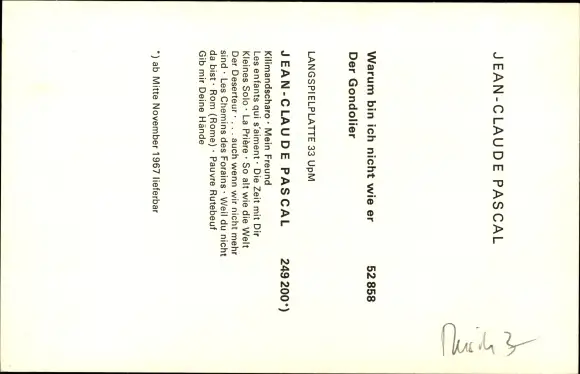 JEAN-CLAUDE PASCAL
Warum bin ich nicht wie er 52 858
Der Gondolier
LANGSPIELPLATTE 33 UpM
JEAN-CLAUDE PASCAL 249 200*)
Kilimandscharo · Mein Freund
Les enfants qui s'aiment · Die Zeit mit Dir
Kleines Solo · La Prière · So alt wie die Welt
Der Deserteur · ... auch wenn wir nicht mehr
sind · Les Chemins des Forains · Weil du nicht
da bist · Rom (Rome) · Pauvre Rutebeuf
Gib mir Deine Hände
*) ab Mitte November 1967 lieferbar